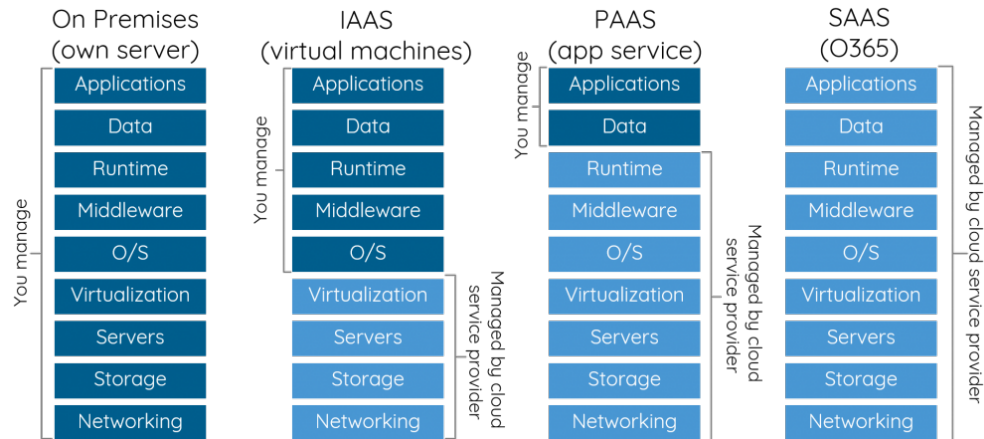 On Premises
(own server)
You manage
Applications
Data
Runtime
Middleware
O/S
Virtualization
Servers
Storage
Networking
IAAS
(virtual machines)
You manage
Applications
Data
Runtime
Middleware
O/S
Virtualization
Servers
Storage
Networking
Managed by cloud
service provider
PAAS
(app service)
You manage
Applications
Data
Runtime
Middleware
O/S
Virtualization
Servers
Storage
Networking
Managed by cloud
service provider
SAAS
(O365)
Applications
Data
Runtime
Middleware
O/S
Virtualization
Servers
Storage
Networking
Managed by cloud service provider